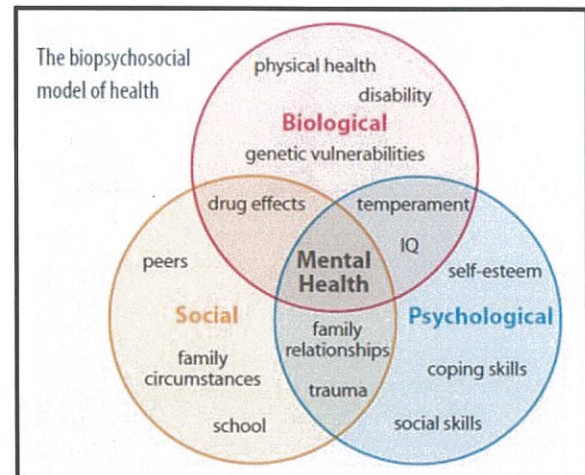 The biopsychosocial
model of health
physical health
disability
Biological
genetic vulnerabilities
drug effects
temperament
IQ
Mental
Health
peers
self-esteem
Social
Psychological
family
relationships
family
circumstances
coping skills
trauma
school
social skills